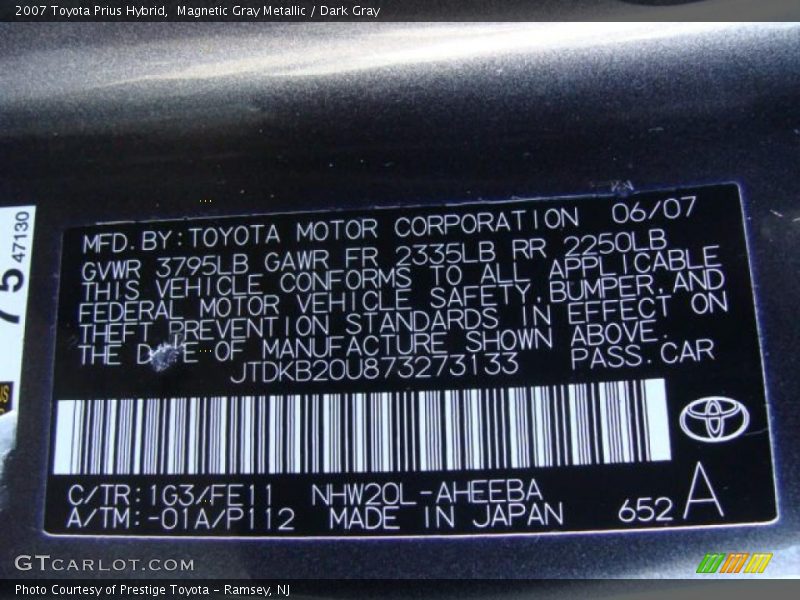 2007 Toyota Prius Hybrid, Magnetic Gray Metallic / Dark Gray
MFD. BY: TOYOTA MOTOR CORPORATION 06/07
GVWR 3795LB GAWR FR 2335LB RR 2250LB
THIS VEHICLE CONFORMS TO ALL APPLICABLE
FEDERAL MOTOR VEHICLE SAFETY, BUMPER, AND
THEFT PREVENTION STANDARDS IN EFFECT ON
THE OF MANUFACTURE SHOWN ABOVE.
JTDKB20U873273133 PASS. CAR
C/TR: 1G3/FE11 NHW20L-AHEEBA
A/TM: -01A/P112 MADE IN JAPAN 652 A
47130
75
GTCARLOT.COM
Photo Courtesy of Prestige Toyota - Ramsey, NJ